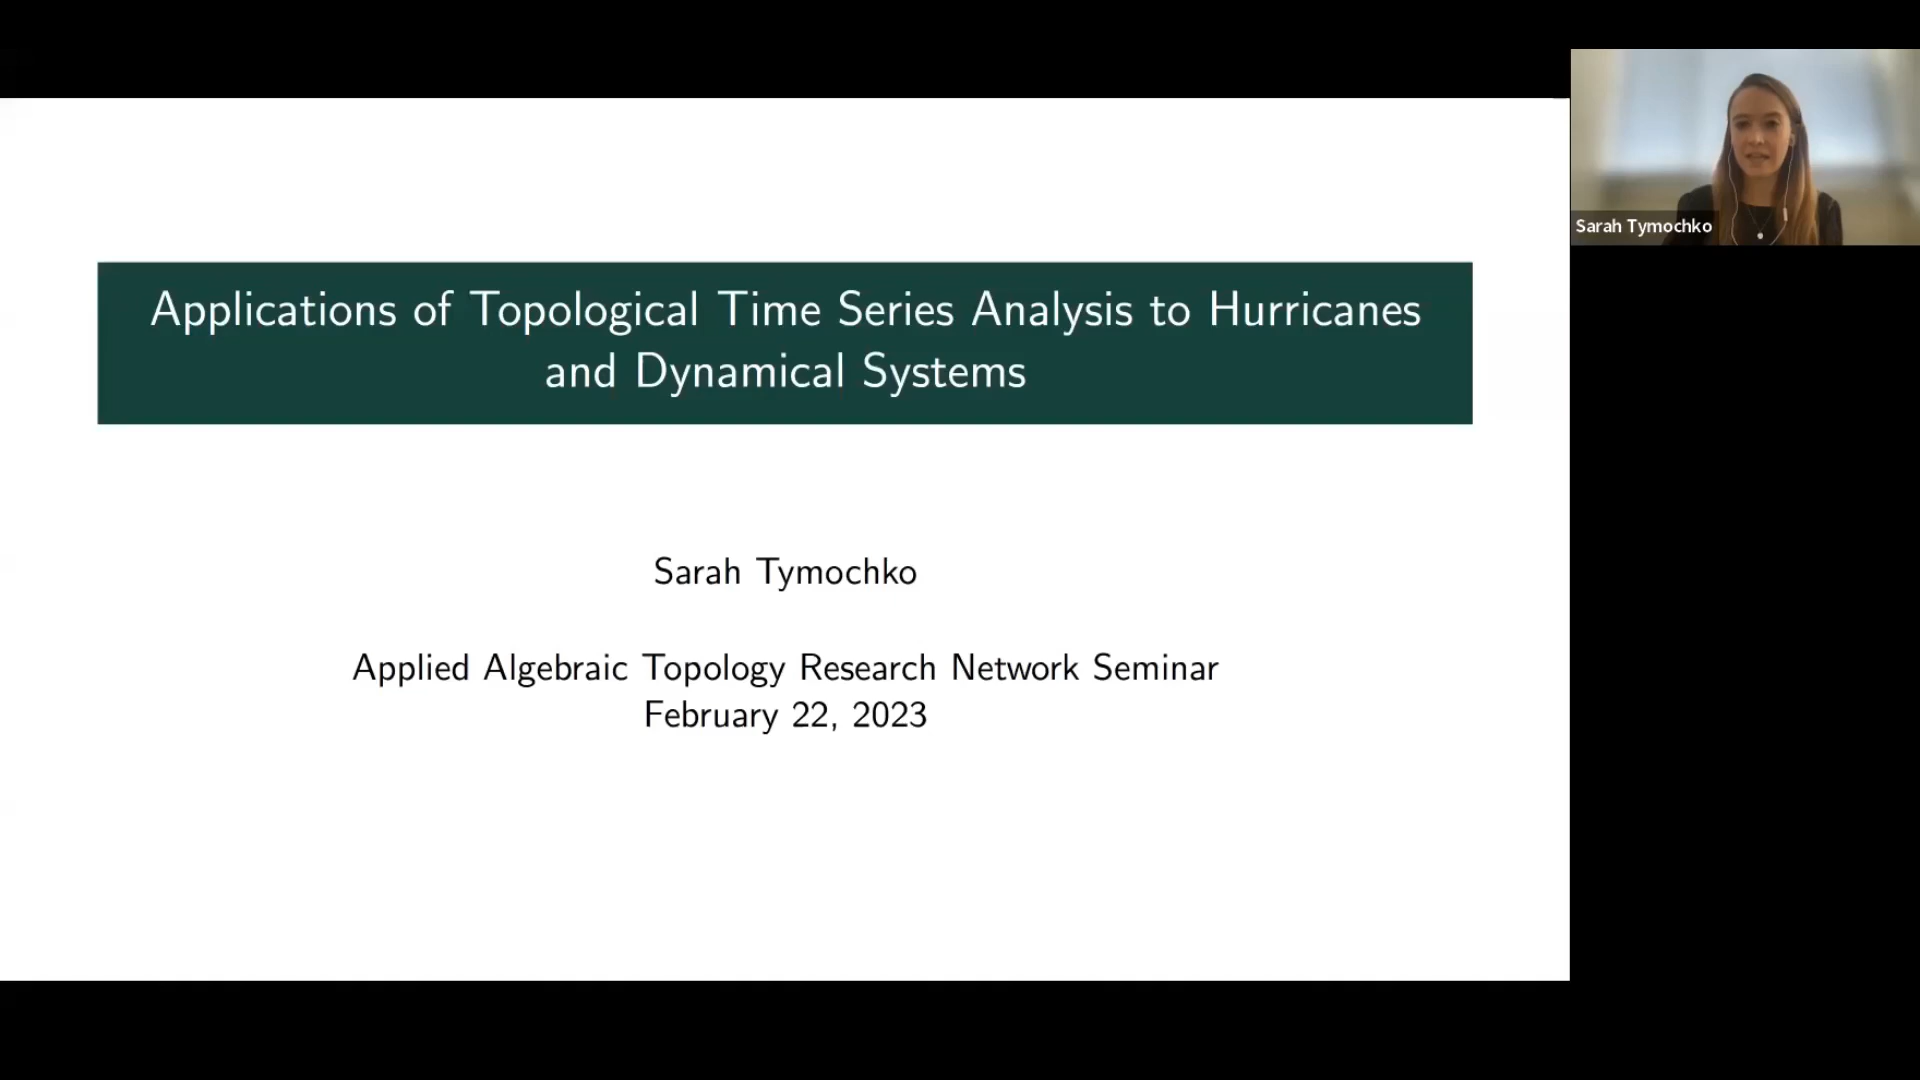 Applications of Topological Time Series Analysis to Hurricanes
and Dynamical Systems
Sarah Tymochko
Sarah Tymochko
Applied Algebraic Topology Research Network Seminar
February 22, 2023